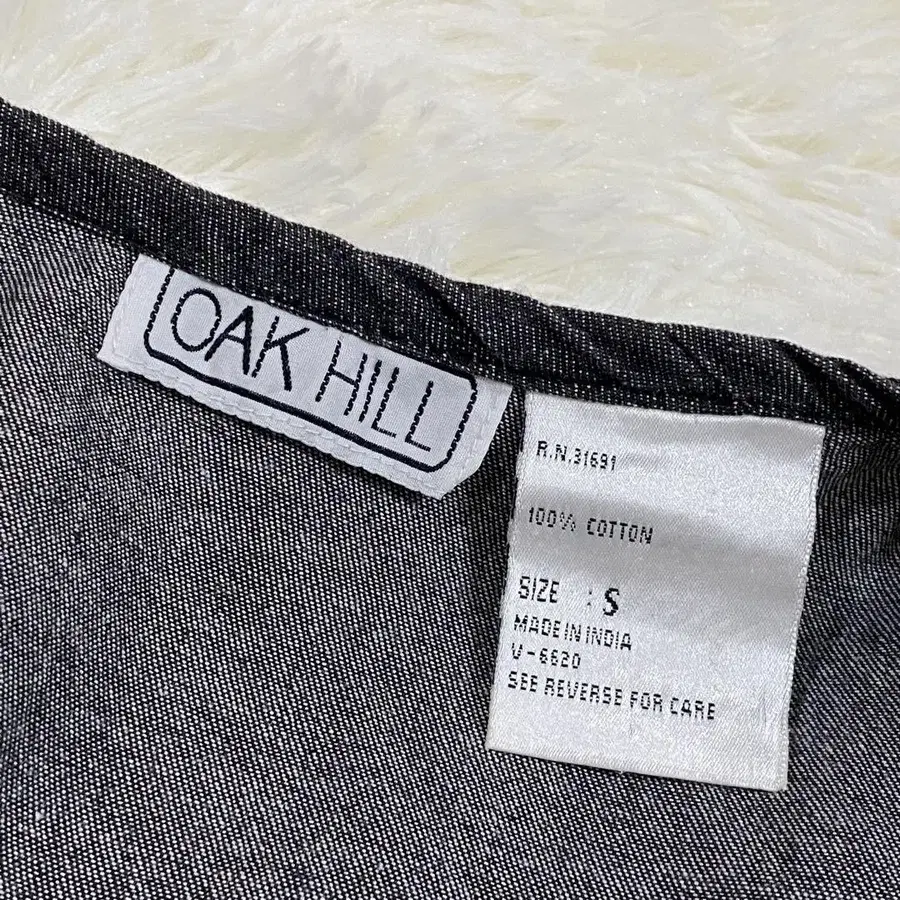 OAK HILL
R.N.31691
100% COTTON
SIZE : S
MADE IN INDIA
V-6620
SEE REVERSE FOR CARE